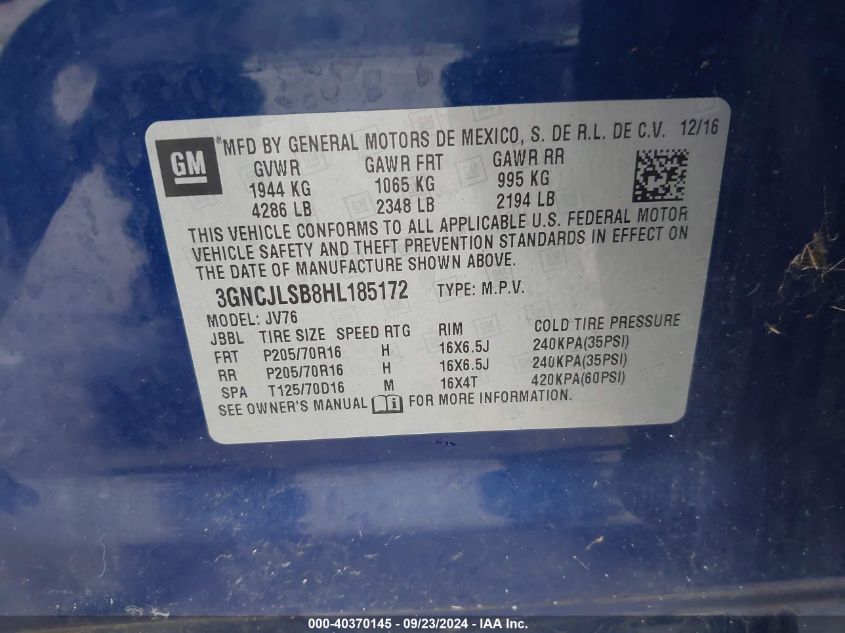 GM
®MFD BY GENERAL MOTORS DE MEXICO, S. DE R.L. DE C.V. 12/16
GVWR GAWR FRT GAWR RR
1944 KG 1065 KG 995 KG
4286 LB 2348 LB 2194 LB
THIS VEHICLE CONFORMS TO ALL APPLICABLE U.S. FEDERAL MOTOR
VEHICLE SAFETY AND THEFT PREVENTION STANDARDS IN EFFECT ON
THE DATE OF MANUFACTURE SHOWN ABOVE.
3GNCJLSB8HL185172 TYPE: M.P.V.
MODEL: JV76
JBBL TIRE SIZE SPEED RTG RIM COLD TIRE PRESSURE
FRT P205/70R16 H 16X6.5J 240KPA(35PSI)
RR P205/70R16 H 16X6.5J 240KPA(35PSI)
SPA T125/70D16 M 16X4T 420KPA(60PSI)
SEE OWNER'S MANUAL FOR MORE INFORMATION.
000-40370145 - 09/23/2024 - IAA Inc.